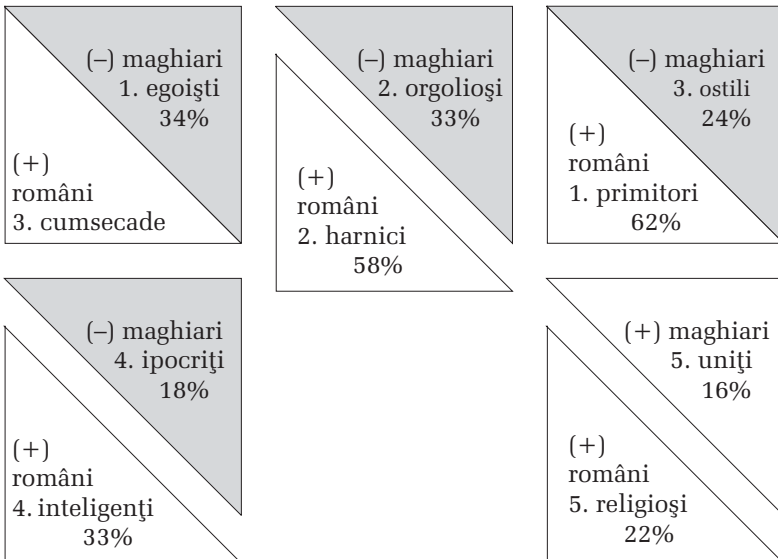 (–) maghiari
1. egoişti
34%
(+)
români
3. cumsecade
(–) maghiari
2. orgolioşi
33%
(+)
români
2. harnici
58%
(–) maghiari
3. ostili
24%
(+)
români
1. primitori
62%
(–) maghiari
4. ipocriţi
18%
(+)
români
4. inteligenţi
33%
(+) maghiari
5. uniţi
16%
(+)
români
5. religioşi
22%